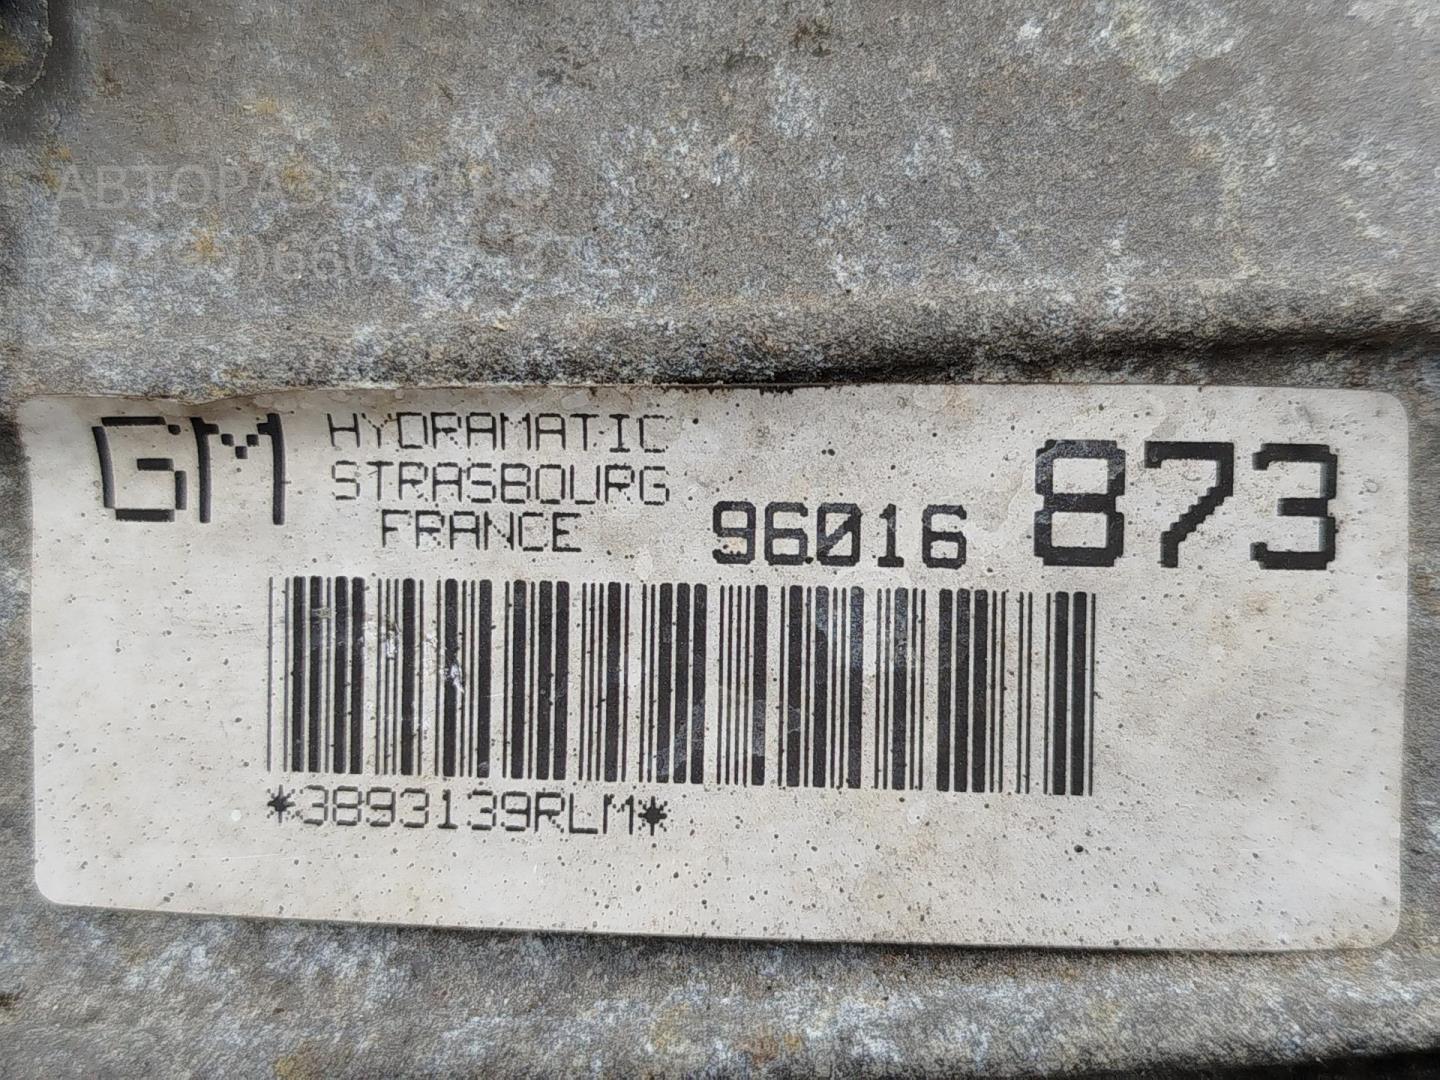 GM HYDRAMATIC
STRASBOURG
FRANCE
96016 873
*3893139RLM*